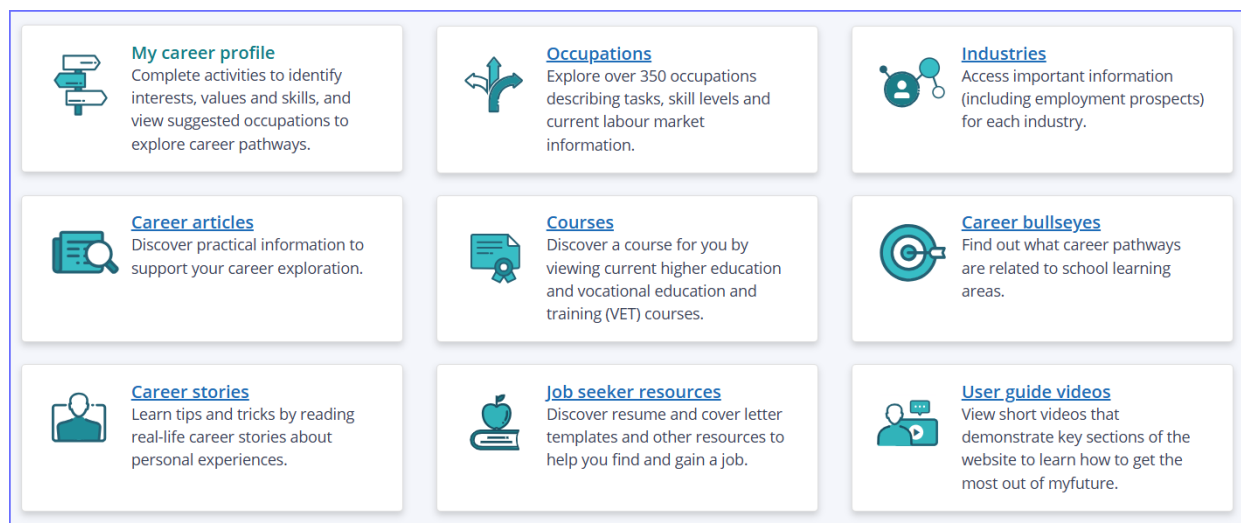 My career profile
Complete activities to identify
interests, values and skills, and
view suggested occupations to
explore career pathways.
Occupations
Explore over 350 occupations
describing tasks, skill levels and
current labour market
information.
Industries
Access important information
(including employment prospects)
for each industry.
Career articles
Discover practical information to
support your career exploration.
Courses
Discover a course for you by
viewing current higher education
and vocational education and
training (VET) courses.
Career bullseyes
Find out what career pathways
are related to school learning
areas.
Career stories
Learn tips and tricks by reading
real-life career stories about
personal experiences.
Job seeker resources
Discover resume and cover letter
templates and other resources to
help you find and gain a job.
User guide videos
View short videos that
demonstrate key sections of the
website to learn how to get the
most out of myfuture.